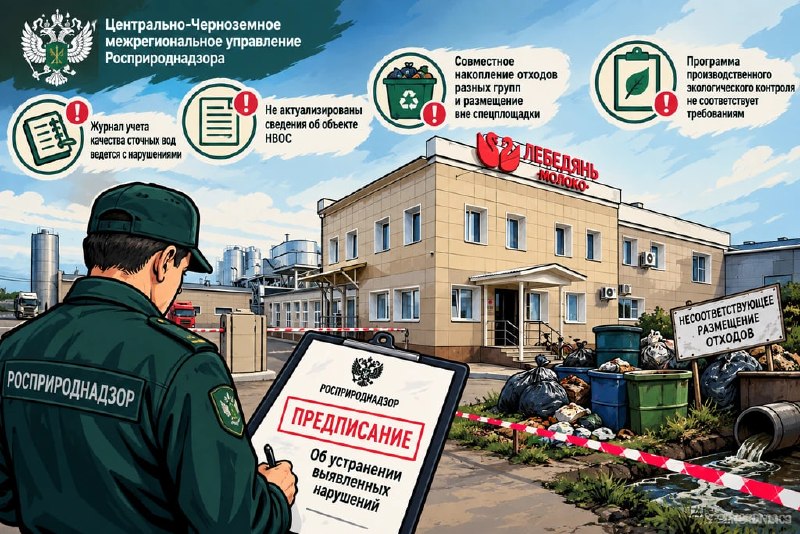 Центрально-Черноземное
межрегиональное управление
Росприроднадзора
Журнал учета
качества сточных вод
ведется с нарушениями
Не актуализированы
сведения об объекте
НВОС
Совместное
накопление отходов
разных групп
и размещение
вне спецплощадки
Программа
производственного
экологического контроля
не соответствует
требованиям
ЛЕБЕДЯНЬ
МОЛОКО
НЕСООТВЕТСТВУЮЩЕЕ
РАЗМЕЩЕНИЕ
ОТХОДОВ
РОСПРИРОДНАДЗОР
РОСПРИРОДНАДЗОР
ПРЕДПИСАНИЕ
Об устранении
выявленных
нарушений